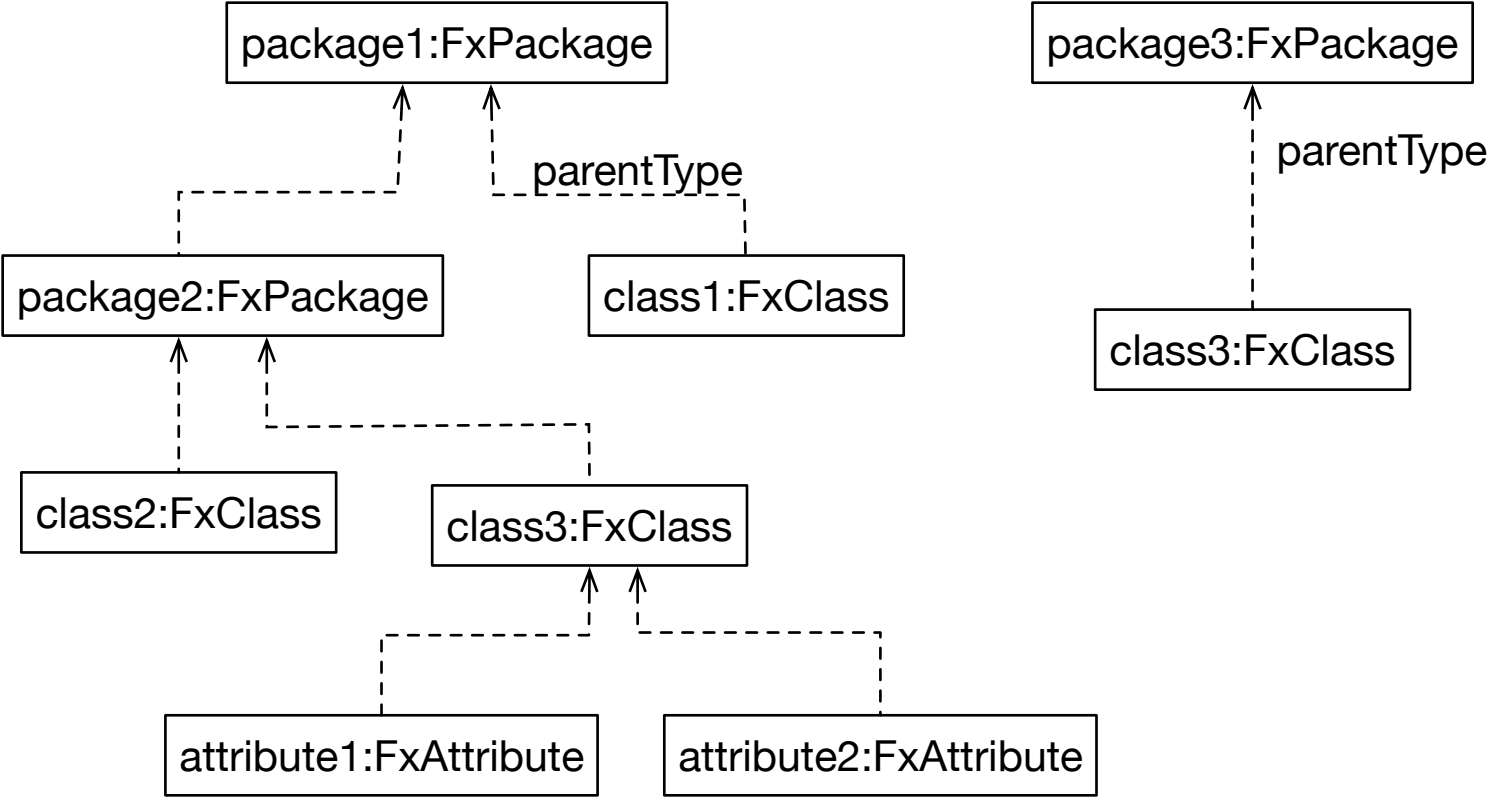 package1:FxPackage
package3:FxPackage
parentType
parentType
package2:FxPackage
class1:FxClass
class3:FxClass
class2:FxClass
class3:FxClass
attribute1:FxAttribute
attribute2:FxAttribute